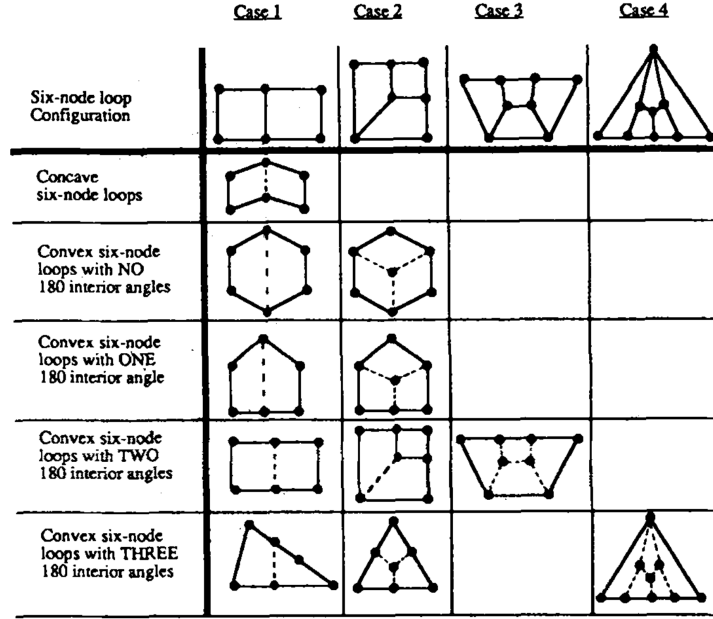 Case 1 Case 2 Case 3 Case 4
Six-node loop
Configuration
Concave
six-node loops
Convex six-node
loops with NO
180 interior angles
Convex six-node
loops with ONE
180 interior angle
Convex six-node
loops with TWO
180 interior angles
Convex six-node
loops with THREE
180 interior angles